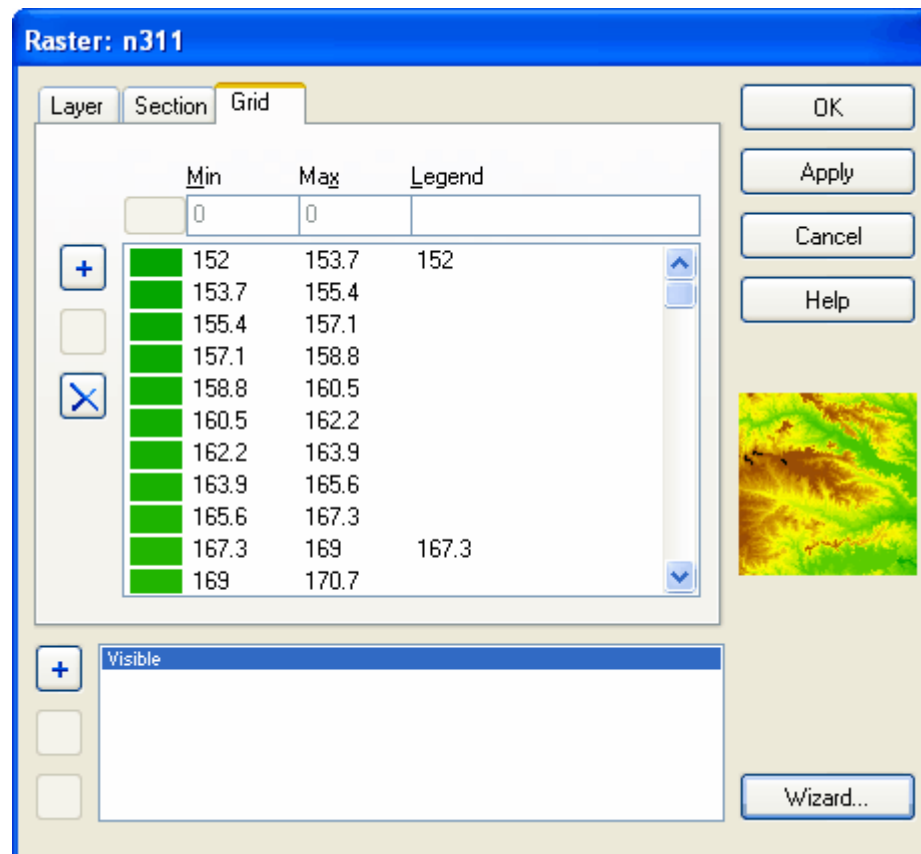 Raster: n311
Layer Section Grid
OK
Min Max Legend
Apply
0 0
Cancel
152 153.7 152
153.7 155.4
Help
155.4 157.1
157.1 158.8
158.8 160.5
160.5 162.2
162.2 163.9
163.9 165.6
165.6 167.3
167.3 169 167.3
169 170.7
Visible
Wizard...